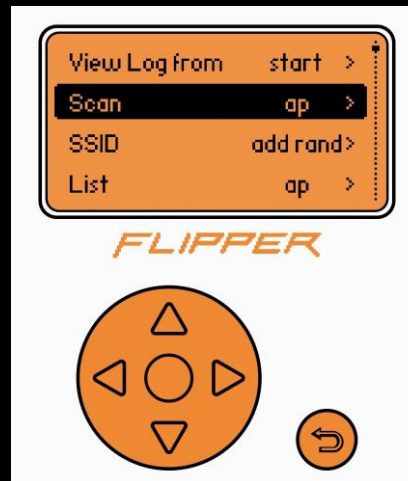 View Log from start >
Scan ap >
SSID add rand>
List ap >
FLIPPER